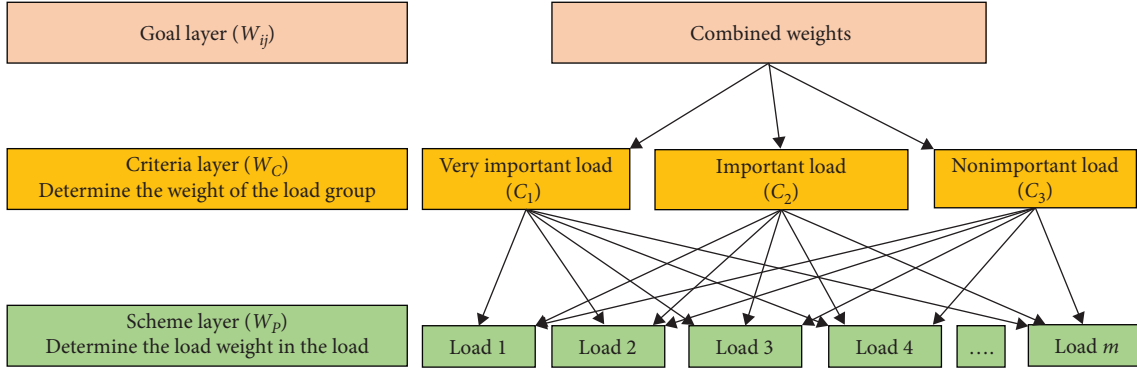 Goal layer (W_ij)
Combined weights
Criteria layer (W_C)
Determine the weight of the load group
Very important load
(C_1)
Important load
(C_2)
Nonimportant load
(C_3)
Scheme layer (W_P)
Determine the load weight in the load
Load 1
Load 2
Load 3
Load 4
....
Load m